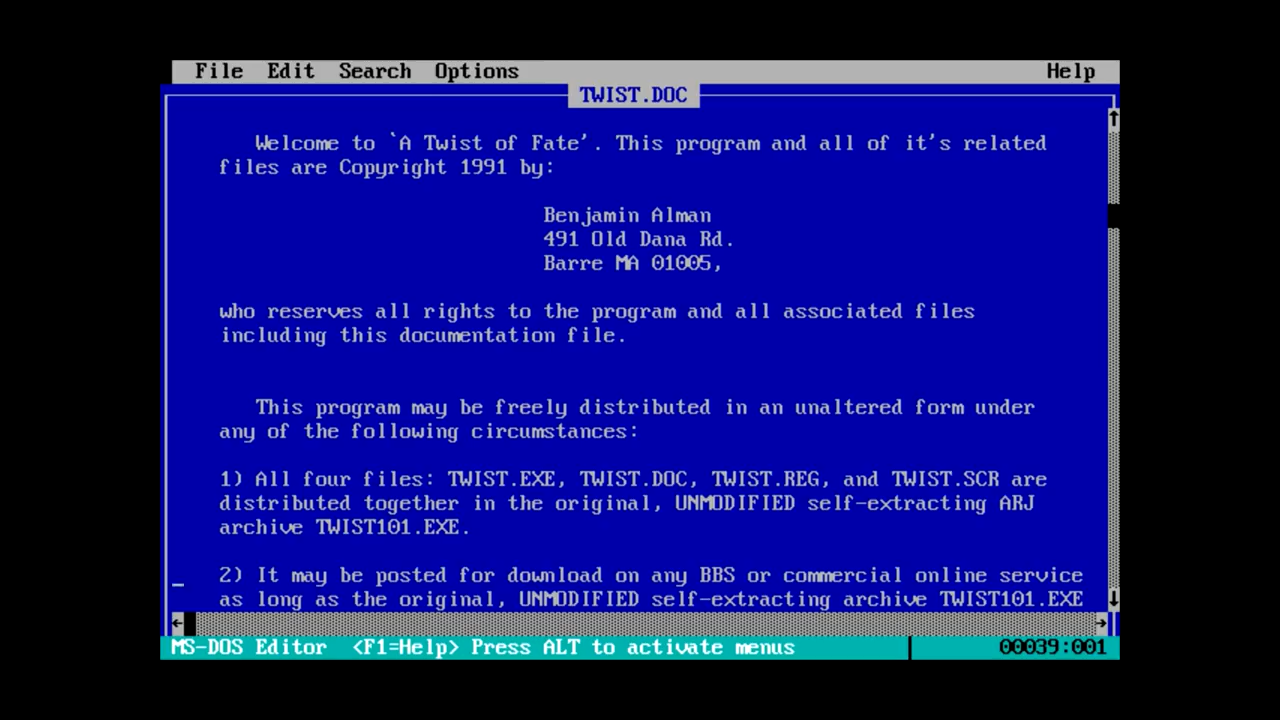 File Edit Search Options Help
TWIST.DOC
Welcome to `A Twist of Fate'. This program and all of it's related
files are Copyright 1991 by:
Benjamin Alman
491 Old Dana Rd.
Barre MA 01005,
who reserves all rights to the program and all associated files
including this documentation file.
This program may be freely distributed in an unaltered form under
any of the following circumstances:
1) All four files: TWIST.EXE, TWIST.DOC, TWIST.REG, and TWIST.SCR are
distributed together in the original, UNMODIFIED self-extracting ARJ
archive TWIST101.EXE.
2) It may be posted for download on any BBS or commercial online service
as long as the original, UNMODIFIED self-extracting archive TWIST101.EXE
MS-DOS Editor <F1=Help> Press ALT to activate menus 00039:001